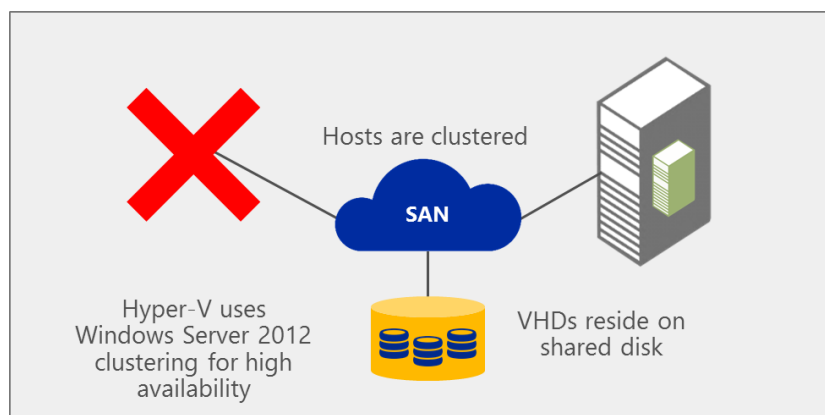 Hosts are clustered
SAN
Hyper-V uses
Windows Server 2012
clustering for high
availability
VHDs reside on
shared disk